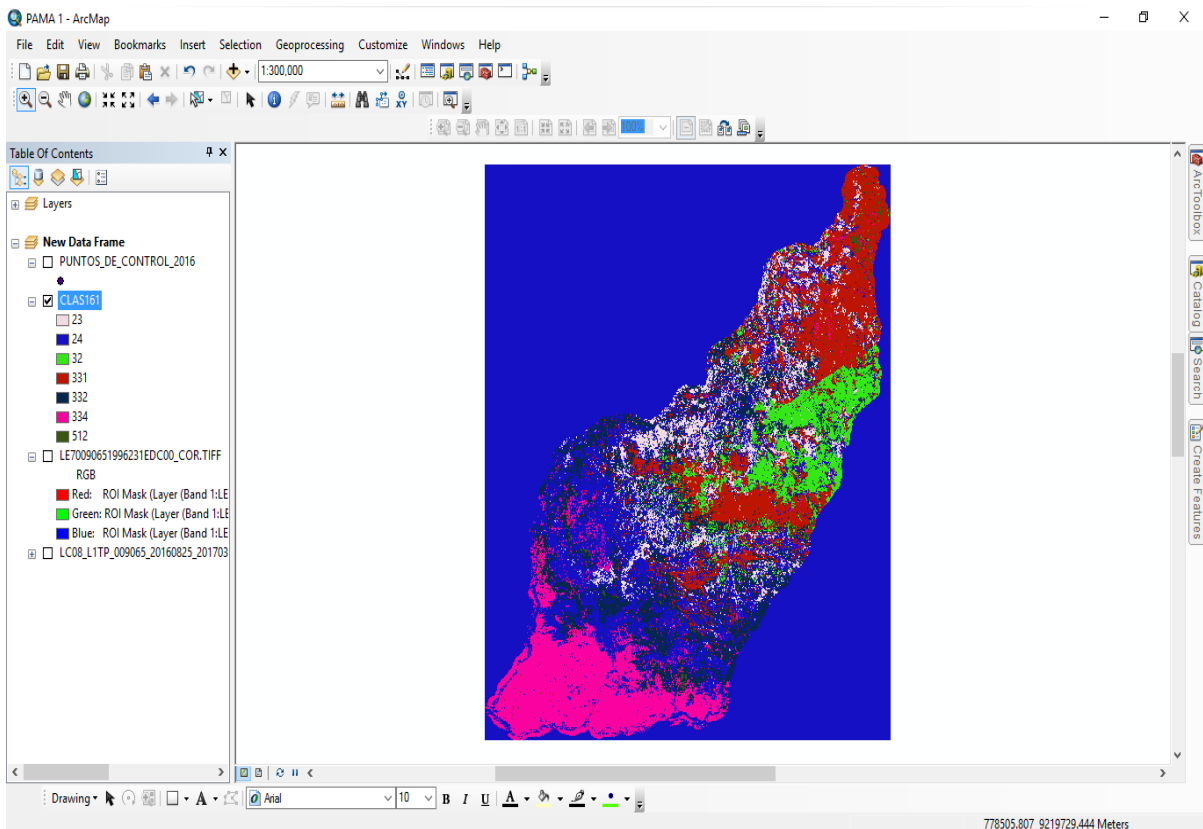 PAMA 1 - ArcMap
File Edit View Bookmarks Insert Selection Geoprocessing Customize Windows Help
1:300,000
100%
Table Of Contents
Layers
New Data Frame
PUNTOS_DE_CONTROL_2016
CLAS161
23
24
32
331
332
334
512
LE70090651996231EDC00_COR.TIFF
RGB
Red: ROI Mask (Layer (Band 1:LE
Green: ROI Mask (Layer (Band 1:LE
Blue: ROI Mask (Layer (Band 1:LE
LC08_L1TP_009065_20160825_201703
ArcToolbox
Catalog
Search
Create Features
Drawing A Arial 10 B I U A
778505.807 9219729.444 Meters